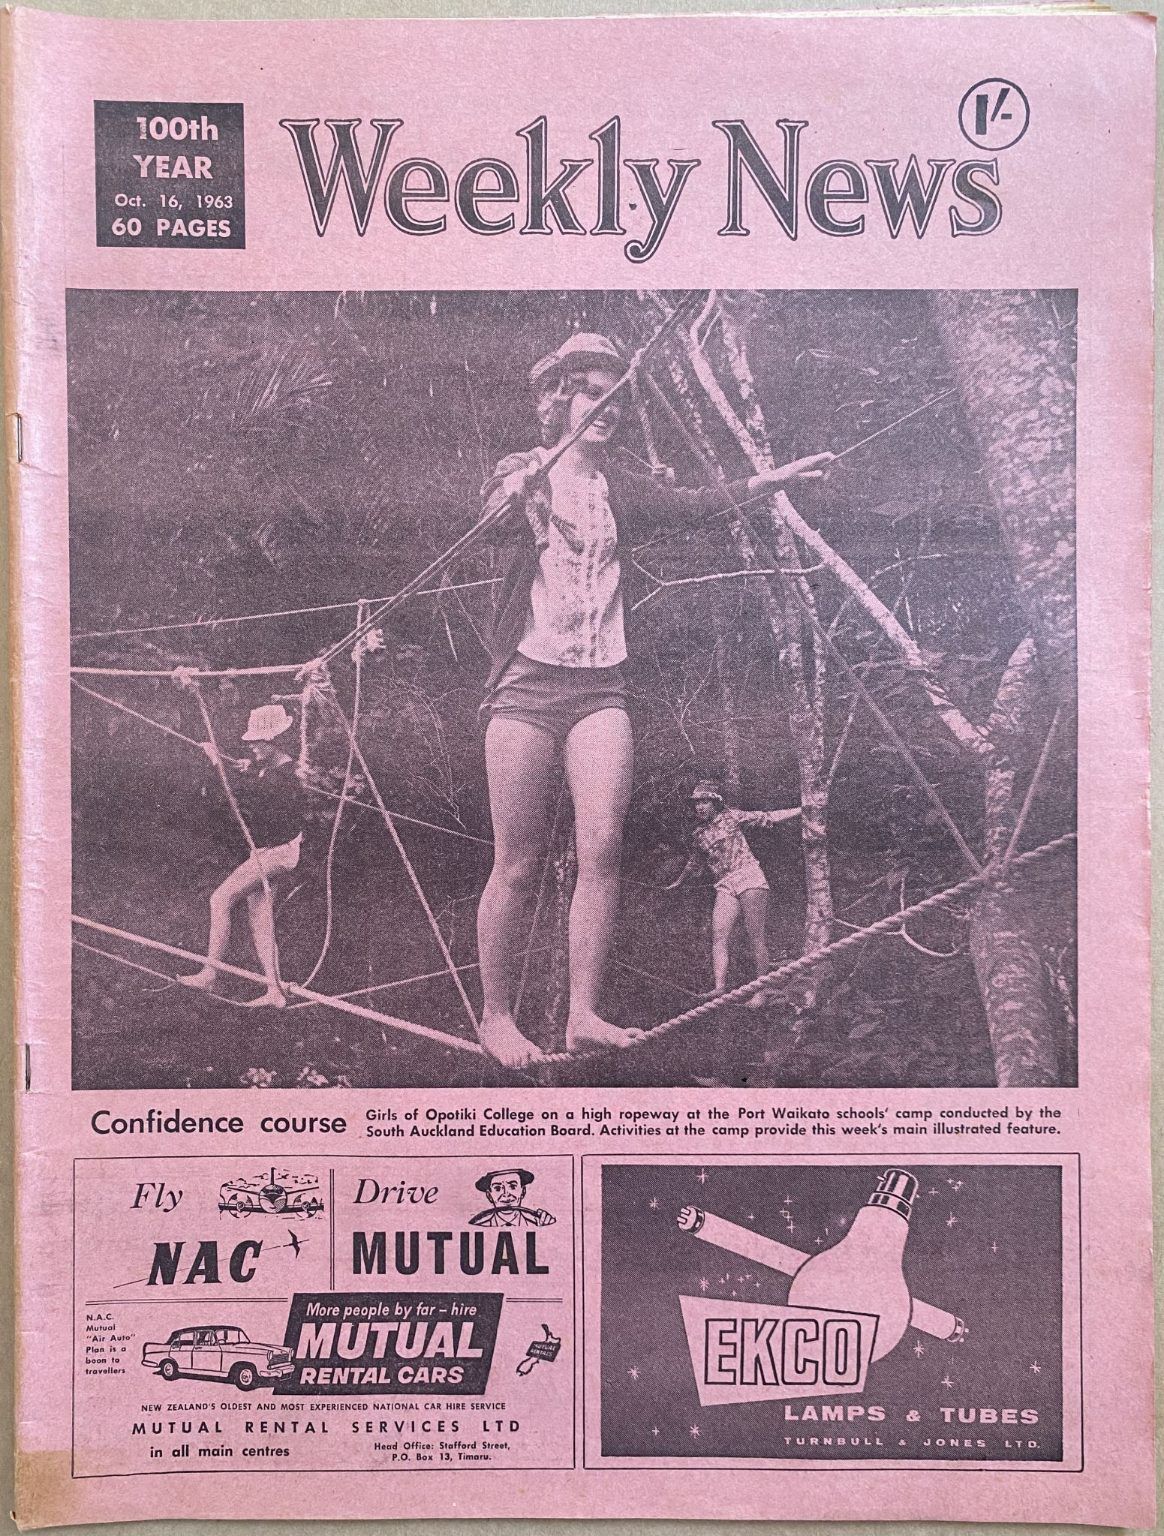 100th
YEAR
Oct. 16, 1963
60 PAGES
Weekly News
1/-
Confidence course
Girls of Opotiki College on a high ropeway at the Port Waikato schools' camp conducted by the
South Auckland Education Board. Activities at the camp provide this week's main illustrated feature.
Fly
NAC
Drive
MUTUAL
N.A.C.
Mutual
"Air Auto"
Plan is a
boon to
travellers
More people by far – hire
MUTUAL
RENTAL CARS
NEW ZEALAND'S OLDEST AND MOST EXPERIENCED NATIONAL CAR HIRE SERVICE
MUTUAL RENTAL SERVICES LTD
in all main centres
Head Office: Stafford Street,
P.O. Box 13, Timaru.
EKCO
LAMPS & TUBES
TURNBULL & JONES LTD.